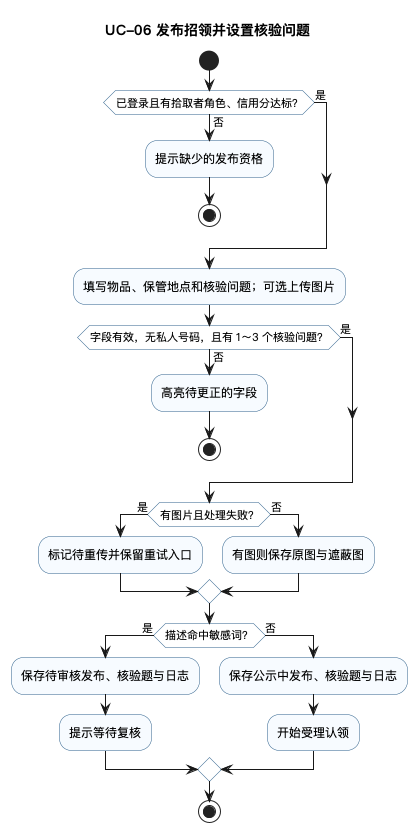 UC–06 发布招领并设置核验问题
已登录且有拾取者角色、信用分达标？
是
否
提示缺少的发布资格
填写物品、保管地点和核验问题；可选上传图片
字段有效，无私人号码，且有 1～3 个核验问题？
是
否
高亮待更正的字段
是
有图片且处理失败？
否
标记待重传并保留重试入口
有图则保存原图与遮蔽图
是
描述命中敏感词？
否
保存待审核发布、核验题与日志
保存公示中发布、核验题与日志
提示等待复核
开始受理认领